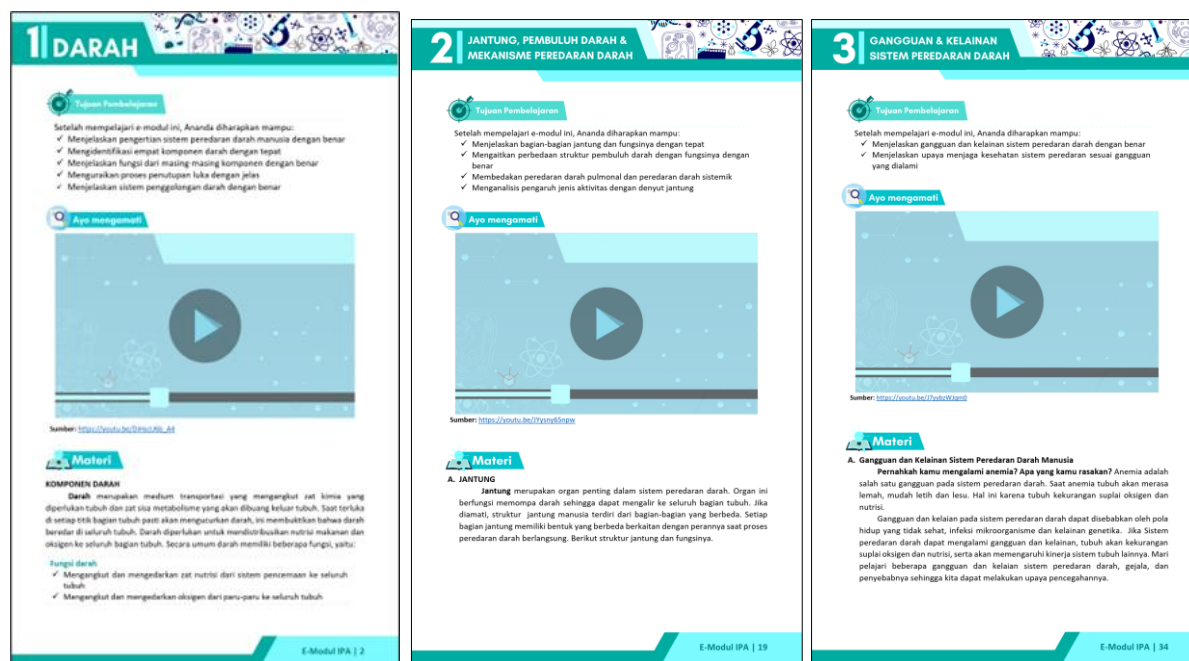 1 DARAH
Tujuan Pembelajaran
Setelah mempelajari e-modul ini, Ananda diharapkan mampu:
✓ Menjelaskan pengertian sistem peredaran darah manusia dengan benar
✓ Mengidentifikasi empat komponen darah dengan tepat
✓ Menjelaskan fungsi dari masing-masing komponen dengan benar
✓ Menguraikan proses penutupan luka dengan jelas
✓ Menjelaskan sistem penggolongan darah dengan benar
Ayo mengamati
Sumber:
Materi
KOMPONEN DARAH
Darah merupakan medium transportasi yang mengangkut zat kimia yang
diperlukan tubuh dan zat sisa metabolisme yang akan dibuang keluar tubuh. Saat terluka
di setiap titik bagian tubuh pasti akan mengucurkan darah, ini membuktikan bahwa darah
beredar di seluruh tubuh. Darah diperlukan untuk mendistribusikan nutrisi makanan dan
oksigen ke seluruh bagian tubuh. Secara umum darah memiliki beberapa fungsi, yaitu:
Fungsi darah
✓ Mengangkut dan mengedarkan zat nutrisi dari sistem pencernaan ke seluruh
tubuh
✓ Mengangkut dan mengedarkan oksigen dari paru-paru ke seluruh tubuh
E-Modul IPA | 2
2 JANTUNG, PEMBULUH DARAH &
MEKANISME PEREDARAN DARAH
Tujuan Pembelajaran
Setelah mempelajari e-modul ini, Ananda diharapkan mampu:
✓ Menjelaskan bagian-bagian jantung dan fungsinya dengan tepat
✓ Mengaitkan perbedaan struktur pembuluh darah dengan fungsinya dengan
benar
✓ Membedakan peredaran darah pulmonal dan peredaran darah sistemik
✓ Menganalisis pengaruh jenis aktivitas dengan denyut jantung
Ayo mengamati
Sumber:
Materi
A. JANTUNG
Jantung merupakan organ penting dalam sistem peredaran darah. Organ ini
berfungsi memompa darah sehingga dapat mengalir ke seluruh bagian tubuh. Jika
diamati, struktur jantung manusia terdiri dari bagian-bagian yang berbeda. Setiap
bagian jantung memiliki bentuk yang berbeda berkaitan dengan perannya saat proses
peredaran darah berlangsung. Berikut struktur jantung dan fungsinya.
E-Modul IPA | 19
3 GANGGUAN & KELAINAN
SISTEM PEREDARAN DARAH
Tujuan Pembelajaran
Setelah mempelajari e-modul ini, Ananda diharapkan mampu:
✓ Menjelaskan gangguan dan kelainan sistem peredaran darah dengan benar
✓ Menjelaskan upaya menjaga kesehatan sistem peredaran sesuai gangguan
yang dialami
Ayo mengamati
Sumber:
Materi
A. Gangguan dan Kelainan Sistem Peredaran Darah Manusia
Pernahkah kamu mengalami anemia? Apa yang kamu rasakan? Anemia adalah
salah satu gangguan pada sistem peredaran darah. Saat anemia tubuh akan merasa
lemah, mudah letih dan lesu. Hal ini karena tubuh kekurangan suplai oksigen dan
nutrisi.
Gangguan dan kelaian pada sistem peredaran darah dapat disebabkan oleh pola
hidup yang tidak sehat, infeksi mikroorganisme dan kelainan genetika. Jika Sistem
peredaran darah dapat mengalami gangguan dan kelainan, tubuh akan kekurangan
suplai oksigen dan nutrisi, serta akan memengaruhi kinerja sistem tubuh lainnya. Mari
pelajari beberapa gangguan dan kelaian sistem peredaran darah, gejala, dan
penyebabnya sehingga kita dapat melakukan upaya pencegahannya.
E-Modul IPA | 34